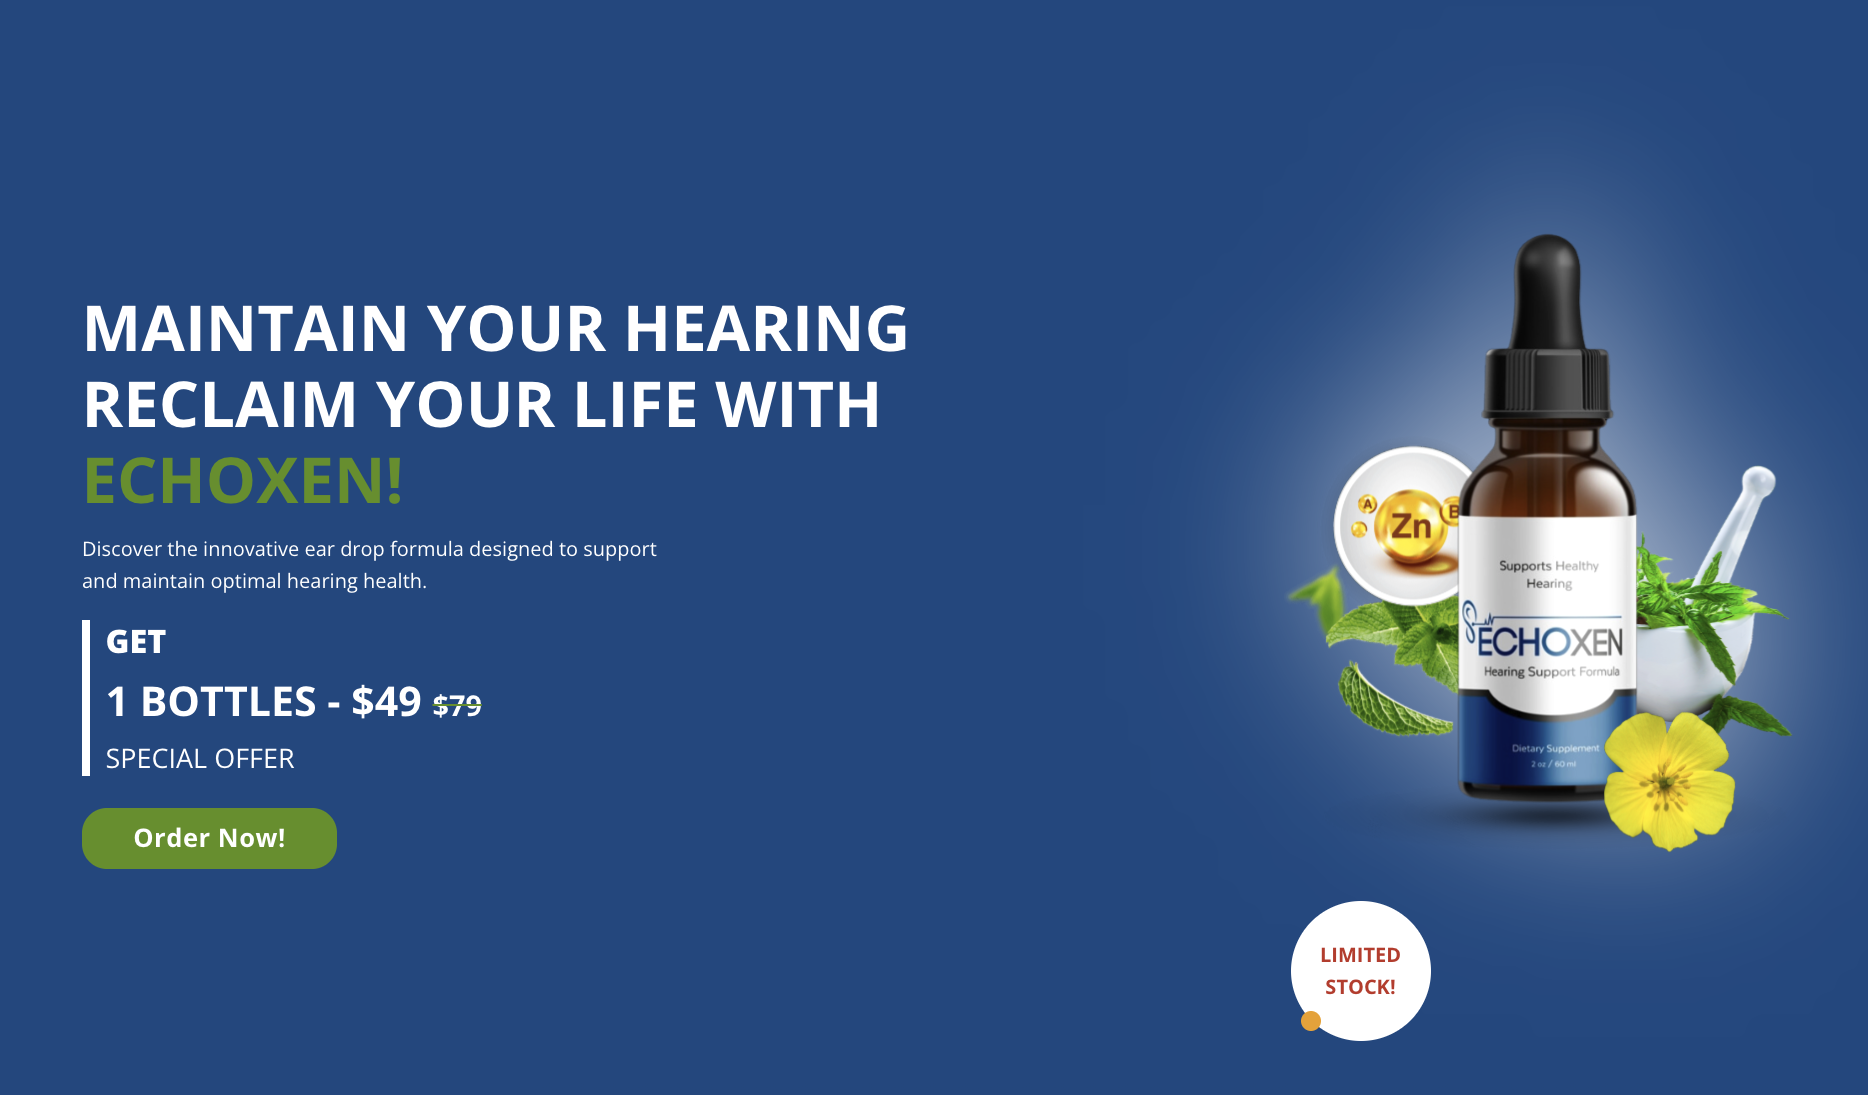 MAINTAIN YOUR HEARING
RECLAIM YOUR LIFE WITH
ECHOXEN!
Discover the innovative ear drop formula designed to support
and maintain optimal hearing health.
GET
1 BOTTLES - $49 $79
SPECIAL OFFER
Order Now!
A
Zn
B
Supports Healthy
Hearing
ECHOXEN
Hearing Support Formula
Dietary Supplement
2 oz / 60 ml
LIMITED
STOCK!